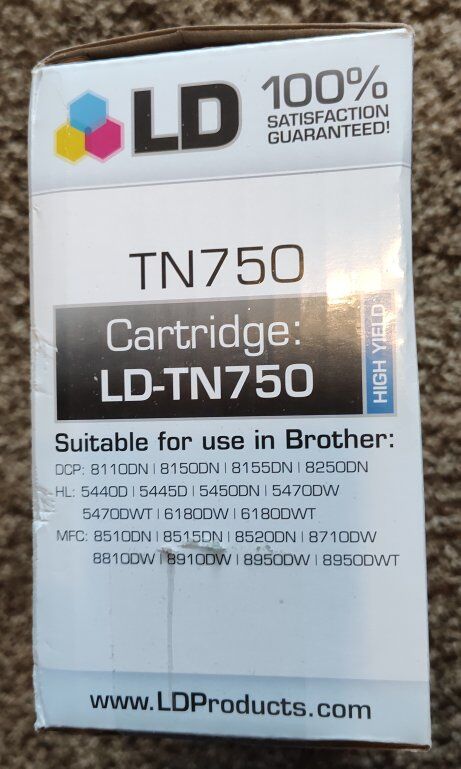 LD
100%
SATISFACTION
GUARANTEED!
TN750
Cartridge:
LD-TN750
HIGH YIELD
Suitable for use in Brother:
DCP: 8110DN | 8150DN | 8155DN | 8250DN
HL: 5440D | 5445D | 5450DN | 5470DW
5470DWT | 6180DW | 6180DWT
MFC: 8510DN | 8515DN | 8520DN | 8710DW
8810DW | 8910DW | 8950DW | 8950DWT
www.LDProducts.com